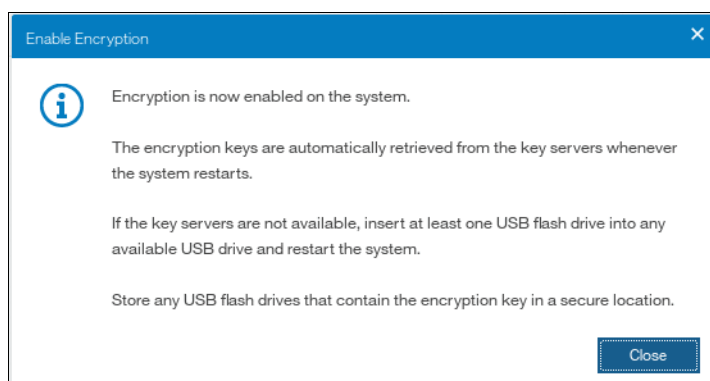 Enable Encryption
Encryption is now enabled on the system.
The encryption keys are automatically retrieved from the key servers whenever
the system restarts.
If the key servers are not available, insert at least one USB flash drive into any
available USB drive and restart the system.
Store any USB flash drives that contain the encryption key in a secure location.
Close